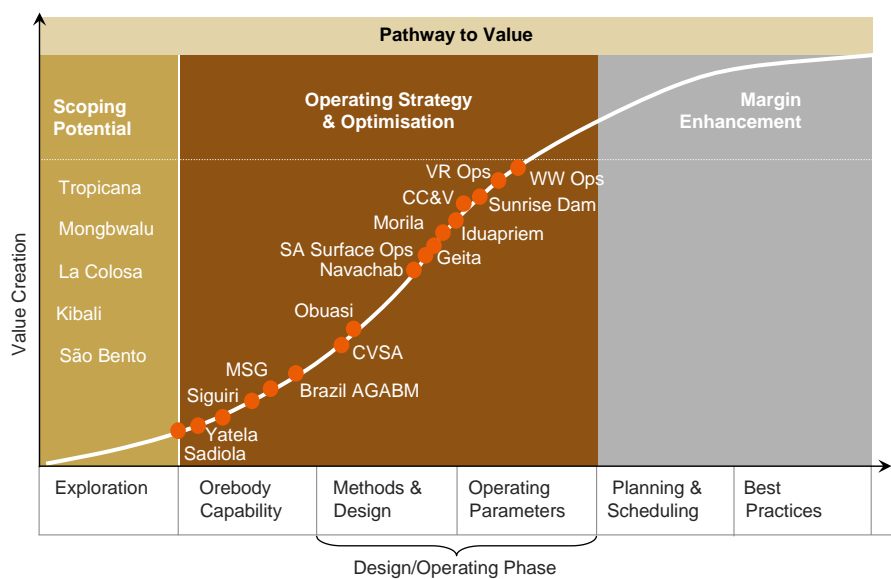 Pathway to Value
Scoping
Potential
Operating Strategy
& Optimisation
Margin
Enhancement
Tropicana
Mongbwalu
La Colosa
Kibali
São Bento
VR Ops
WW Ops
CC&V
Sunrise Dam
Morila
Iduapriem
SA Surface Ops
Geita
Navachab
Obuasi
CVSA
MSG
Brazil AGABM
Siguiri
Yatela
Sadiola
Value Creation
Exploration
Orebody
Capability
Methods &
Design
Operating
Parameters
Planning &
Scheduling
Best
Practices
Design/Operating Phase